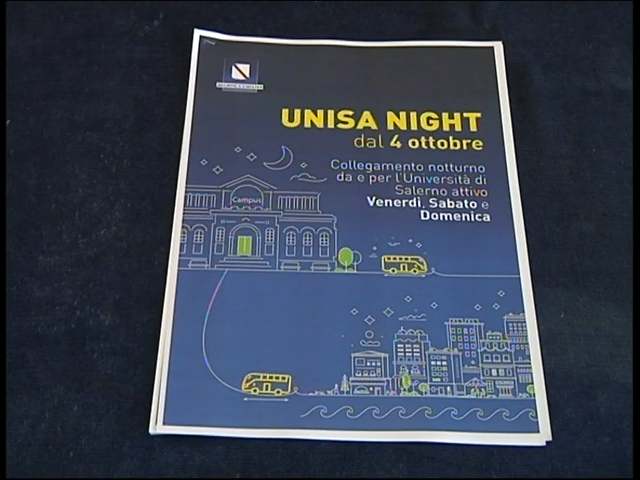 UNISA NIGHT
dal 4 ottobre
Collegamento notturno
da e per l'Università di
Salerno attivo
Venerdì, Sabato e
Domenica
Campus